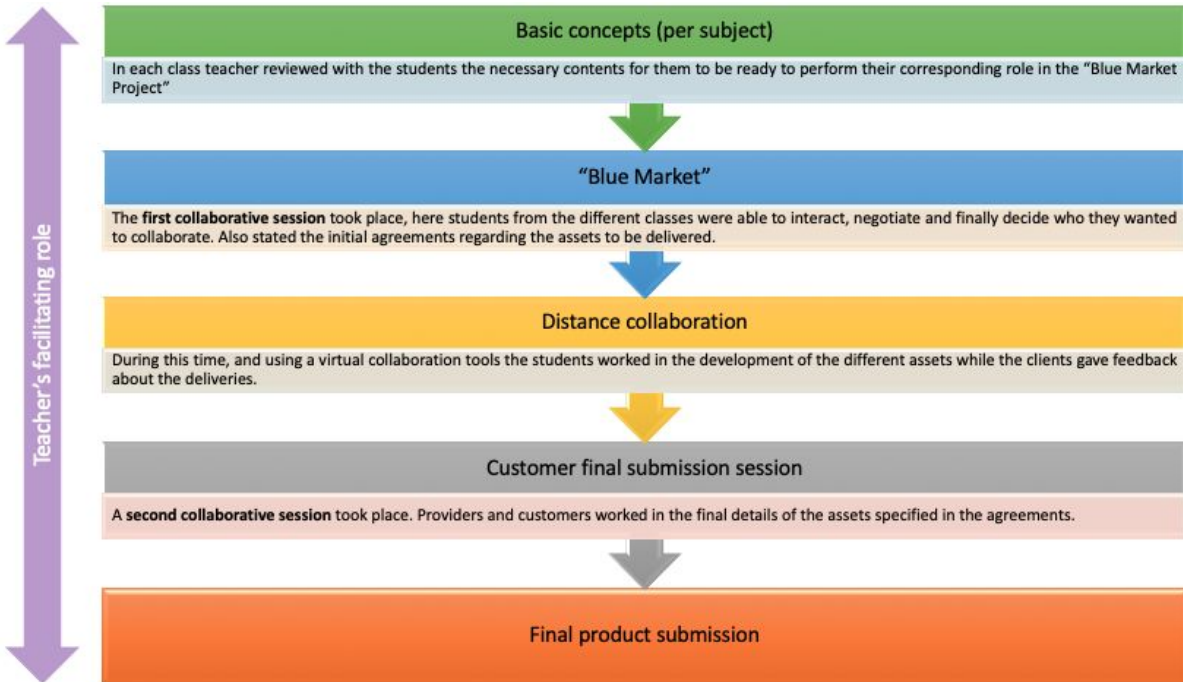 Teacher's facilitating role
Basic concepts (per subject)
In each class teacher reviewed with the students the necessary contents for them to be ready to perform their corresponding role in the “Blue Market
Project”
“Blue Market”
The first collaborative session took place, here students from the different classes were able to interact, negotiate and finally decide who they wanted
to collaborate. Also stated the initial agreements regarding the assets to be delivered.
Distance collaboration
During this time, and using a virtual collaboration tools the students worked in the development of the different assets while the clients gave feedback
about the deliveries.
Customer final submission session
A second collaborative session took place. Providers and customers worked in the final details of the assets specified in the agreements.
Final product submission